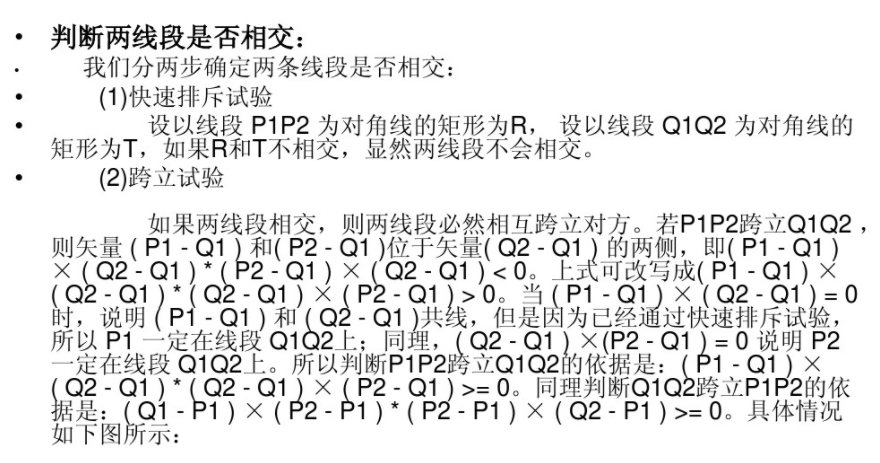 • 判断两线段是否相交：
• 我们分两步确定两条线段是否相交：
• (1)快速排斥试验
• 设以线段 P1P2 为对角线的矩形为R， 设以线段 Q1Q2 为对角线的
矩形为T，如果R和T不相交，显然两线段不会相交。
• (2)跨立试验
如果两线段相交，则两线段必然相互跨立对方。若P1P2跨立Q1Q2 ，
则矢量 ( P1 - Q1 ) 和( P2 - Q1 )位于矢量( Q2 - Q1 ) 的两侧，即( P1 - Q1 )
× ( Q2 - Q1 ) * ( P2 - Q1 ) × ( Q2 - Q1 ) < 0。上式可改写成( P1 - Q1 ) ×
( Q2 - Q1 ) * ( Q2 - Q1 ) × ( P2 - Q1 ) > 0。当 ( P1 - Q1 ) × ( Q2 - Q1 ) = 0
时，说明 ( P1 - Q1 ) 和 ( Q2 - Q1 )共线，但是因为已经通过快速排斥试验，
所以 P1 一定在线段 Q1Q2上；同理，( Q2 - Q1 ) ×(P2 - Q1 ) = 0 说明 P2
一定在线段 Q1Q2上。所以判断P1P2跨立Q1Q2的依据是：( P1 - Q1 ) ×
( Q2 - Q1 ) * ( Q2 - Q1 ) × ( P2 - Q1 ) >= 0。同理判断Q1Q2跨立P1P2的依
据是：( Q1 - P1 ) × ( P2 - P1 ) * ( P2 - P1 ) × ( Q2 - P1 ) >= 0。具体情况
如下图所示：